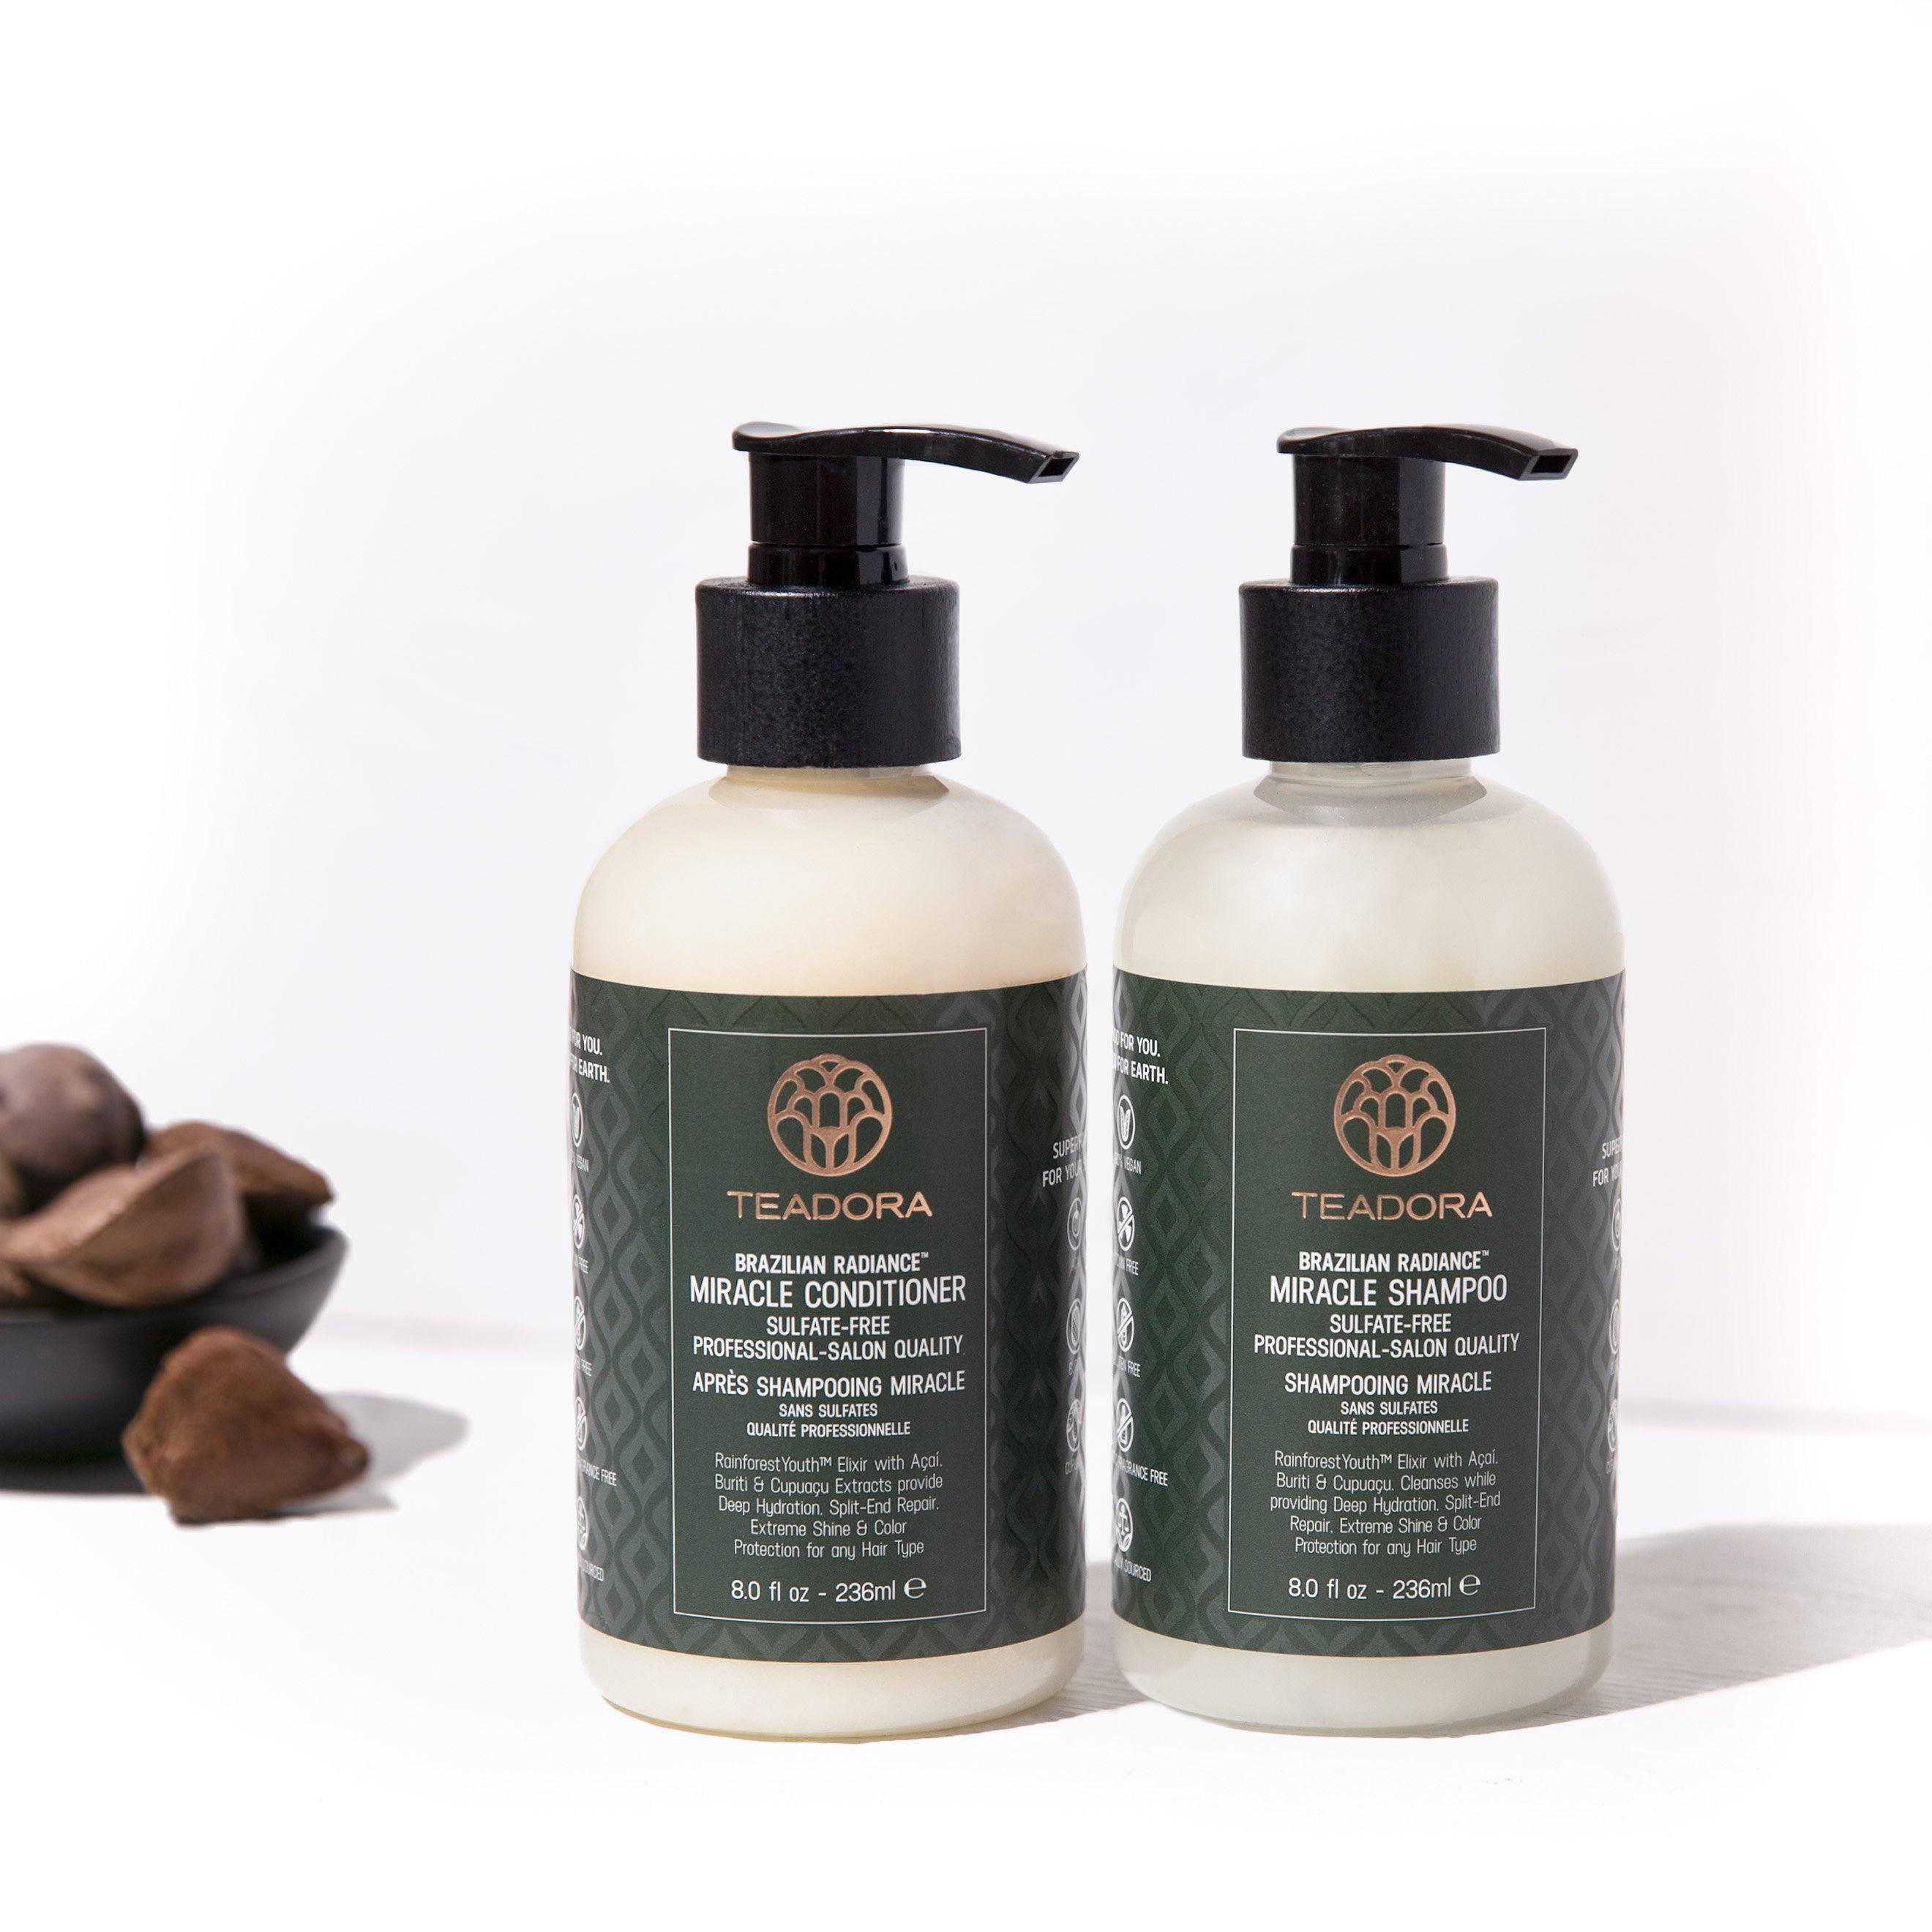 FOR YOU.
EARTH.
VEGAN
FREE
FREE
FREE
TEADORA
BRAZILIAN RADIANCE™
MIRACLE CONDITIONER
SULFATE-FREE
PROFESSIONAL-SALON QUALITY
APRÈS SHAMPOOING MIRACLE
SANS SULFATES
QUALITÉ PROFESSIONNELLE
RainforestYouth™ Elixir with Açaí,
Buriti & Cupuaçu Extracts provide
Deep Hydration, Split-End Repair,
Extreme Shine & Color
Protection for any Hair Type
8.0 fl oz - 236ml ℮
FOR
FOR YOU.
FOR EARTH.
VEGAN
FREE
FREE
FRAGRANCE FREE
SOURCED
TEADORA
BRAZILIAN RADIANCE™
MIRACLE SHAMPOO
SULFATE-FREE
PROFESSIONAL-SALON QUALITY
SHAMPOOING MIRACLE
SANS SULFATES
QUALITÉ PROFESSIONNELLE
RainforestYouth™ Elixir with Açaí,
Buriti & Cupuaçu. Cleanses while
providing Deep Hydration, Split-End
Repair, Extreme Shine & Color
Protection for any Hair Type
8.0 fl oz - 236ml ℮
FOR